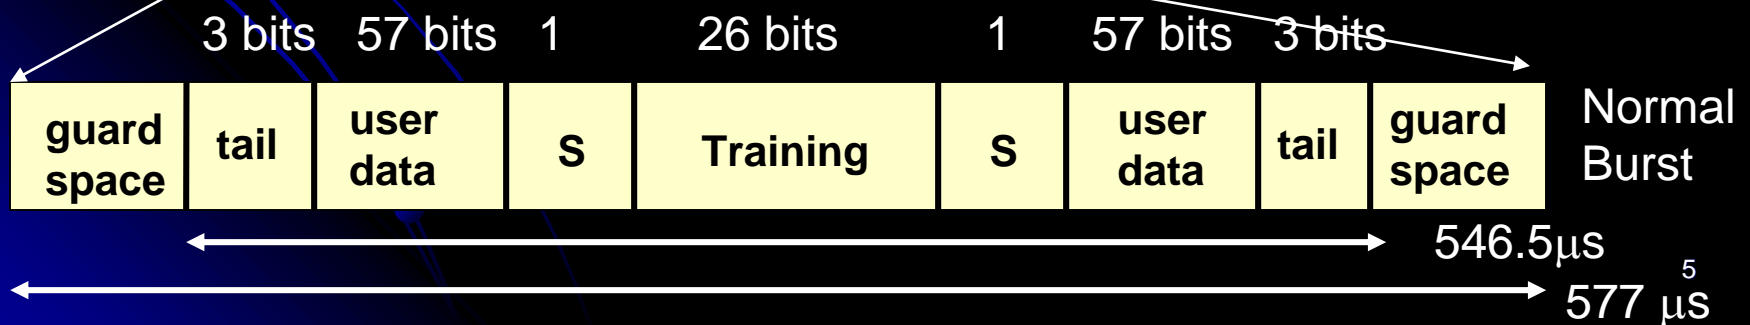 3 bits 57 bits 1 26 bits 1 57 bits 3 bits
guard space tail user data S Training S user data tail guard space
Normal
Burst
546.5μs
5
577 μs